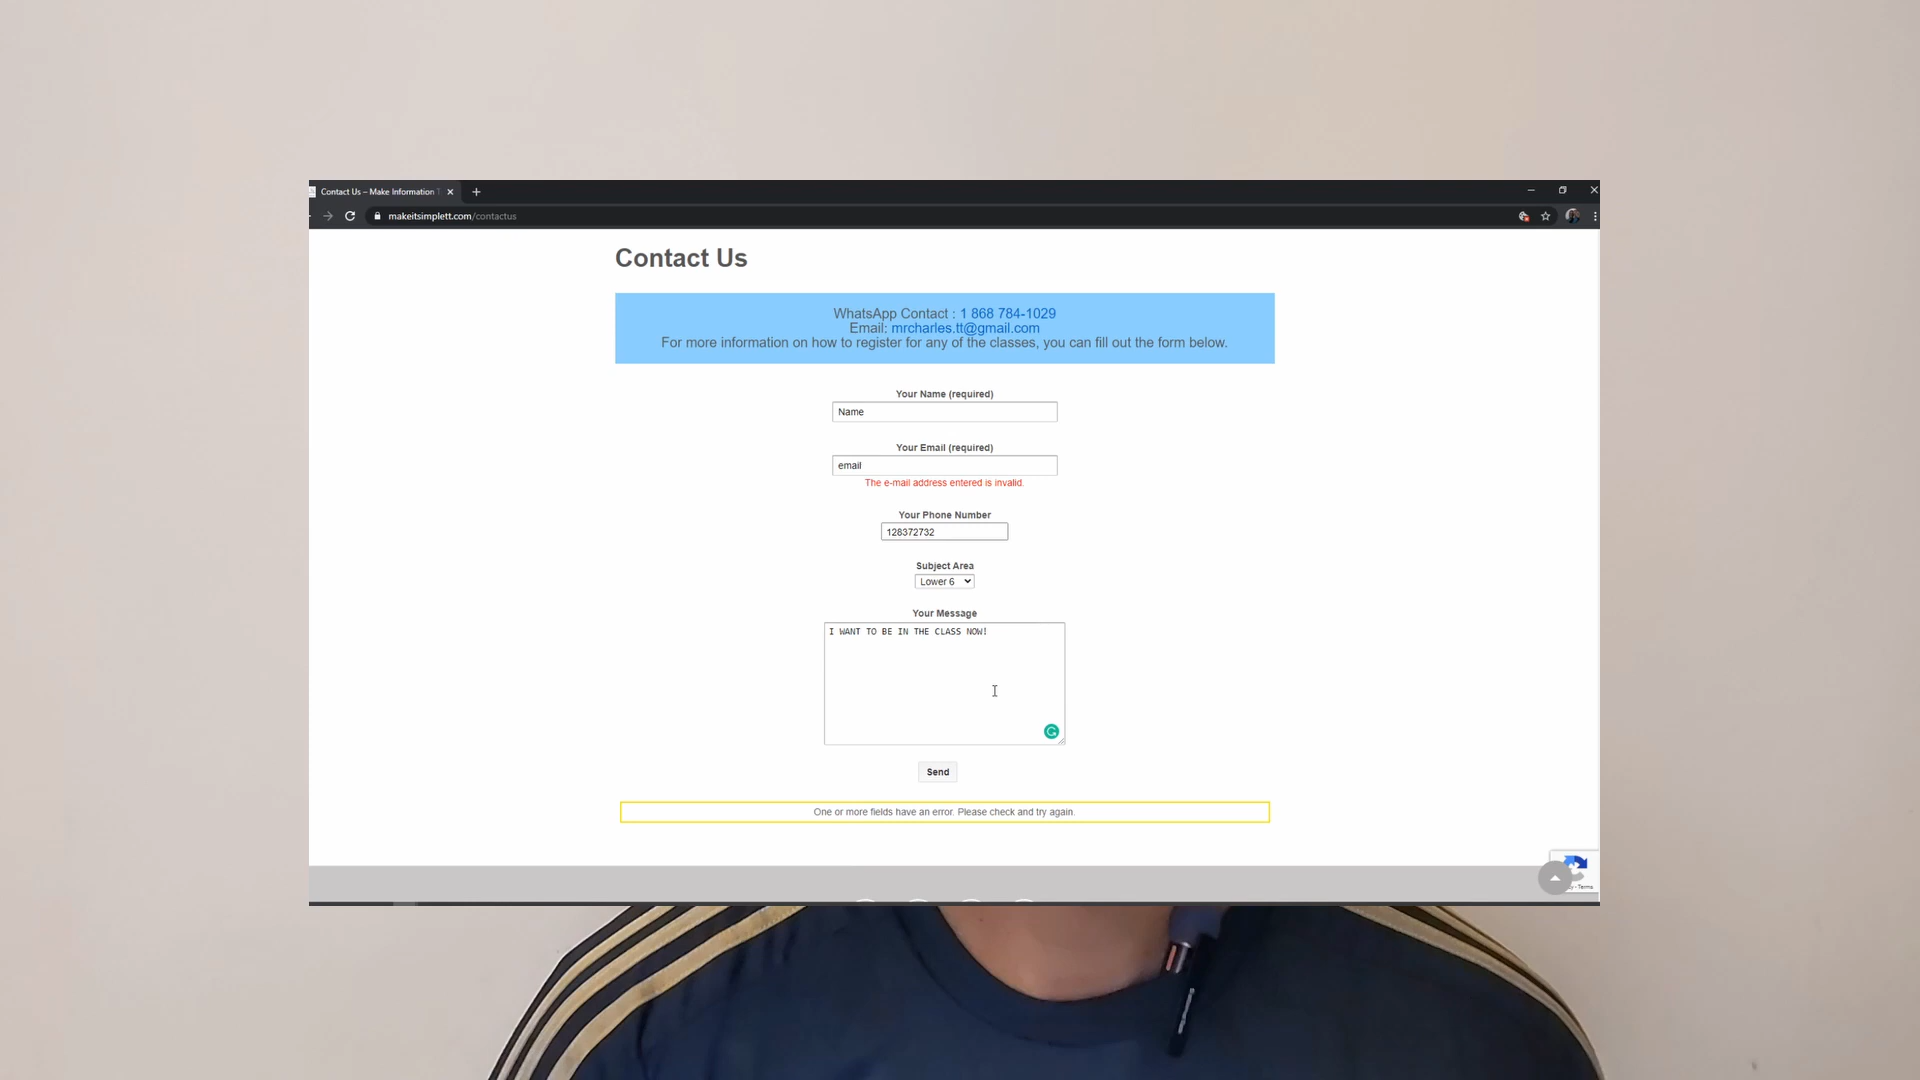 Contact Us – Make Information T
makeitsimplett.com/contactus
Contact Us
WhatsApp Contact : 1 868 784-1029
Email: mrcharles.tt@gmail.com
For more information on how to register for any of the classes, you can fill out the form below.
Your Name (required)
Name
Your Email (required)
email
The e-mail address entered is invalid.
Your Phone Number
128372732
Subject Area
Lower 6
Your Message
I WANT TO BE IN THE CLASS NOW!
Send
One or more fields have an error. Please check and try again.
- Terms